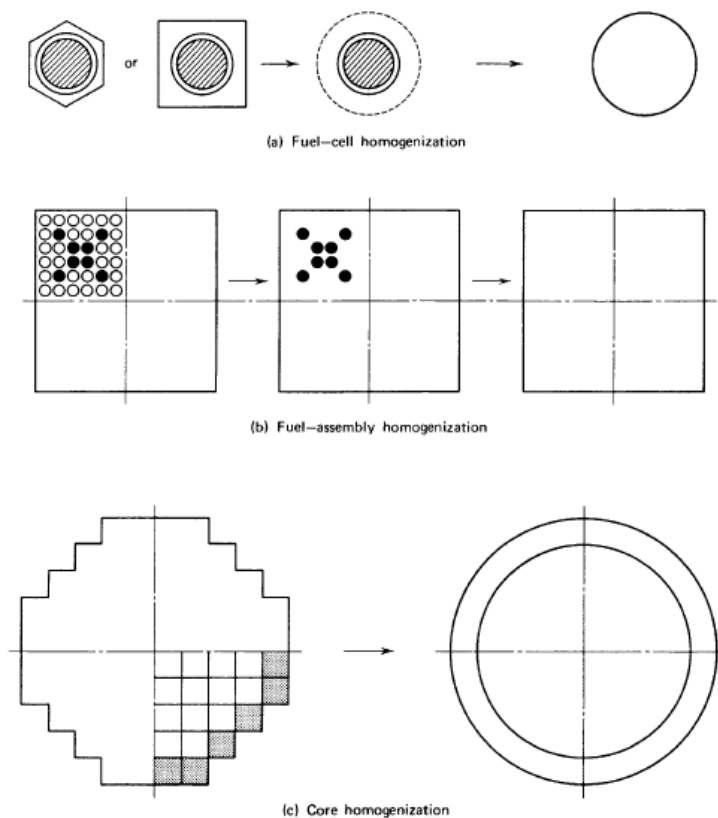 or
(a) Fuel—cell homogenization
(b) Fuel—assembly homogenization
(c) Core homogenization